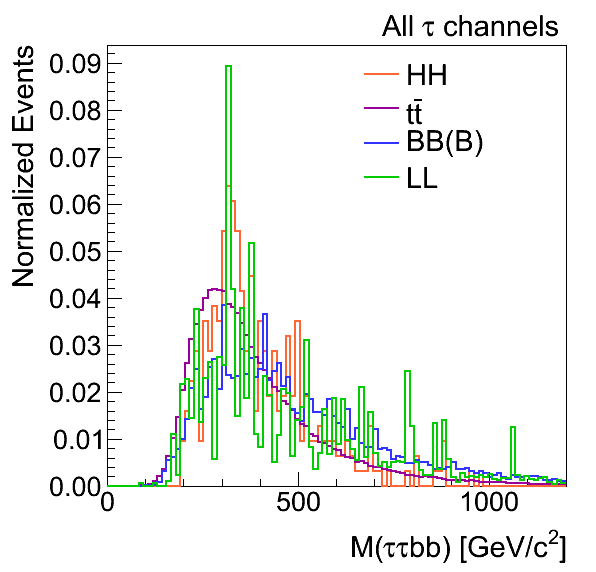 All τ channels
Normalized Events
HH
tt̄
BB(B)
LL
0.09
0.08
0.07
0.06
0.05
0.04
0.03
0.02
0.01
0.00
0 500 1000
M(ττbb) [GeV/c²]